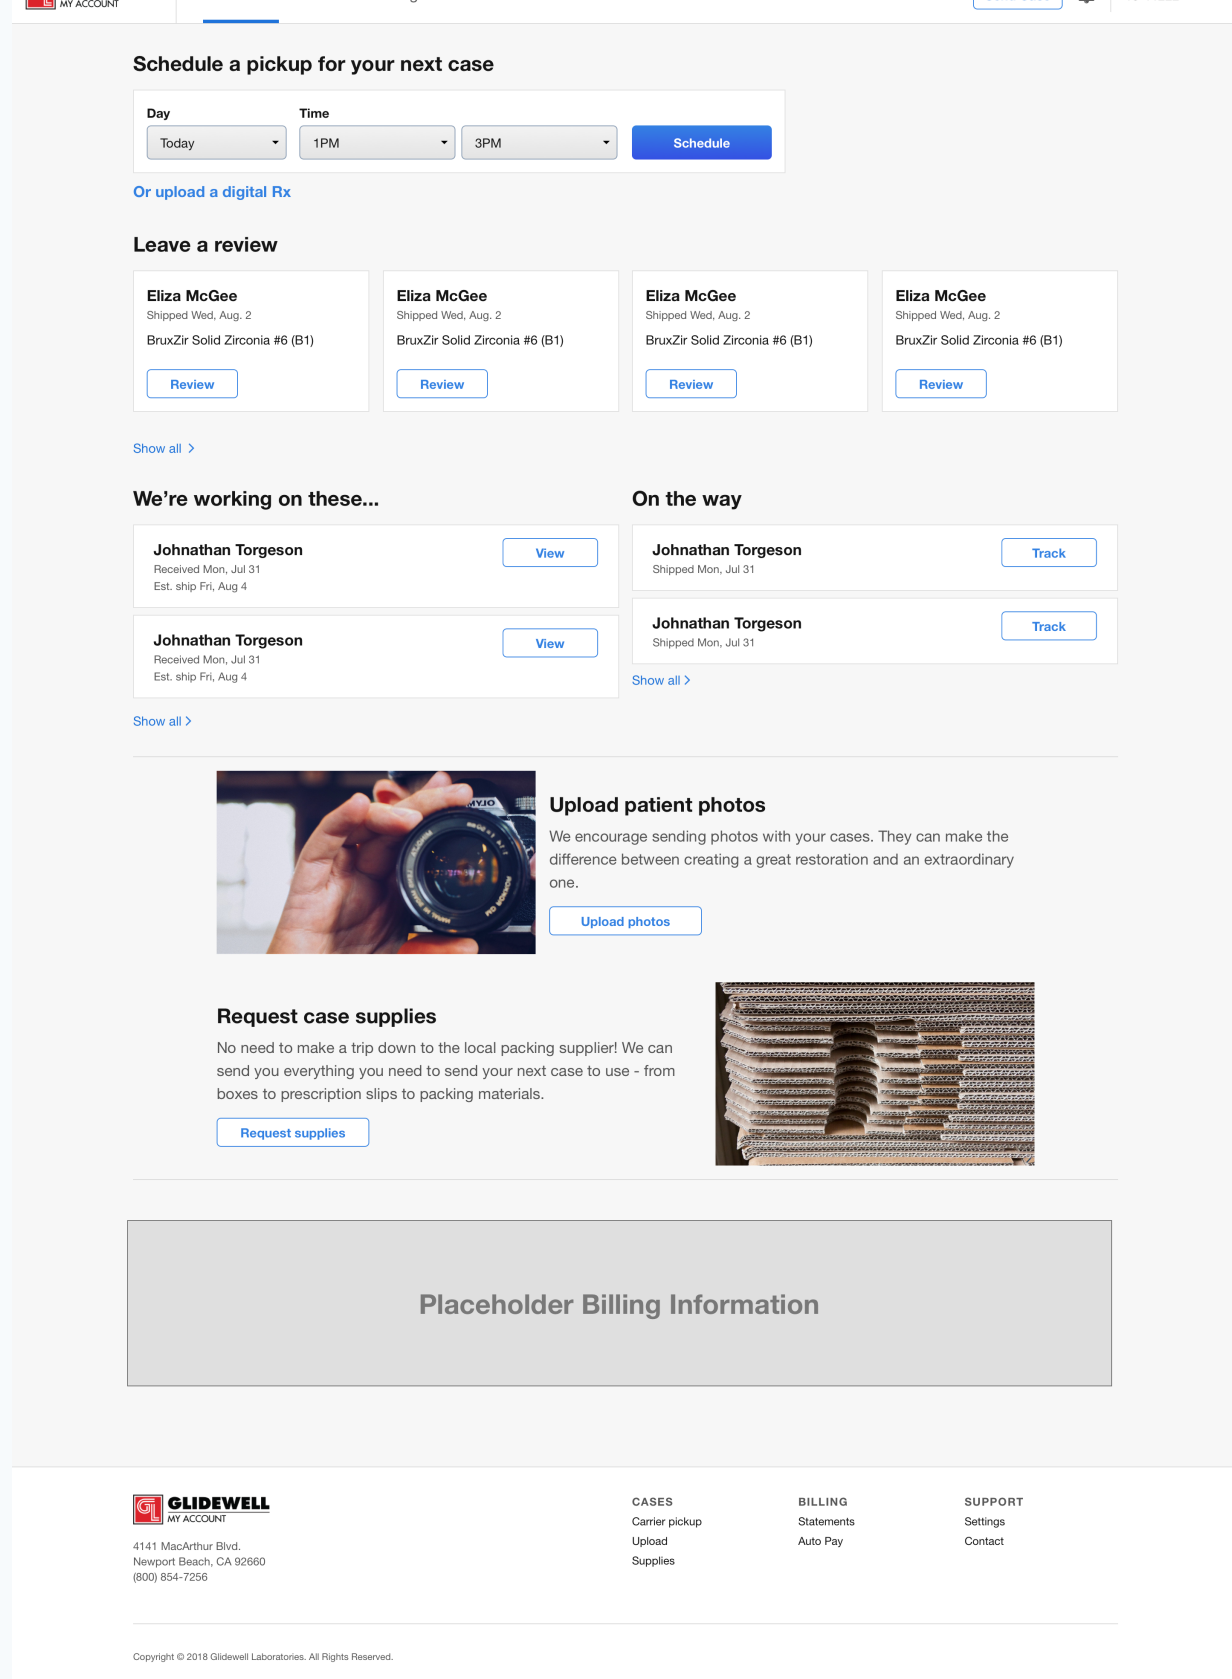 MY ACCOUNT
Schedule a pickup for your next case
Day Time
Today 1PM 3PM Schedule
Or upload a digital Rx
Leave a review
Eliza McGee Eliza McGee Eliza McGee Eliza McGee
Shipped Wed, Aug. 2 Shipped Wed, Aug. 2 Shipped Wed, Aug. 2 Shipped Wed, Aug. 2
BruxZir Solid Zirconia #6 (B1) BruxZir Solid Zirconia #6 (B1) BruxZir Solid Zirconia #6 (B1) BruxZir Solid Zirconia #6 (B1)
Review Review Review Review
Show all
We're working on these...
Johnathan Torgeson View
Received Mon, Jul 31
Est. ship Fri, Aug 4
Johnathan Torgeson View
Received Mon, Jul 31
Est. ship Fri, Aug 4
Show all
On the way
Johnathan Torgeson Track
Shipped Mon, Jul 31
Johnathan Torgeson Track
Shipped Mon, Jul 31
Show all
Upload patient photos
We encourage sending photos with your cases. They can make the
difference between creating a great restoration and an extraordinary
one.
Upload photos
Request case supplies
No need to make a trip down to the local packing supplier! We can
send you everything you need to send your next case to use - from
boxes to prescription slips to packing materials.
Request supplies
Placeholder Billing Information
GLIDEWELL
MY ACCOUNT
4141 MacArthur Blvd.
Newport Beach, CA 92660
(800) 854-7256
CASES
Carrier pickup
Upload
Supplies
BILLING
Statements
Auto Pay
SUPPORT
Settings
Contact
Copyright © 2018 Glidewell Laboratories. All Rights Reserved.